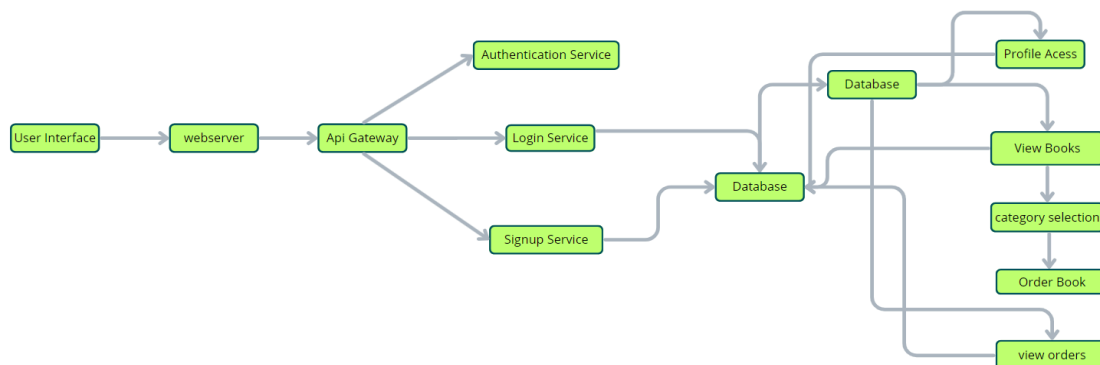 User Interface
webserver
Api Gateway
Authentication Service
Login Service
Signup Service
Database
Database
Profile Acess
View Books
category selection
Order Book
view orders